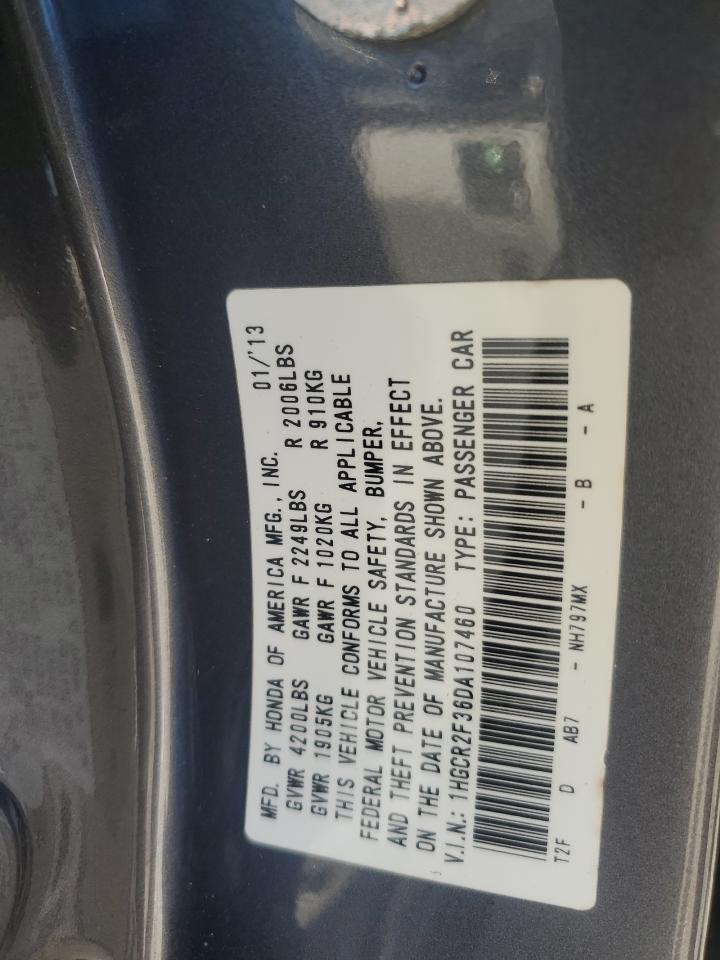 MFD. BY HONDA OF AMERICA MFG., INC. 01/'13
GVWR 4200LBS GAWR F 2249LBS R 2006LBS
GVWR 1905KG GAWR F 1020KG R 910KG
THIS VEHICLE CONFORMS TO ALL APPLICABLE
FEDERAL MOTOR VEHICLE SAFETY, BUMPER,
AND THEFT PREVENTION STANDARDS IN EFFECT
ON THE DATE OF MANUFACTURE SHOWN ABOVE.
V.I.N.: 1HGCR2F36DA107460 TYPE: PASSENGER CAR
T2F D AB7 - NH797MX - B - A